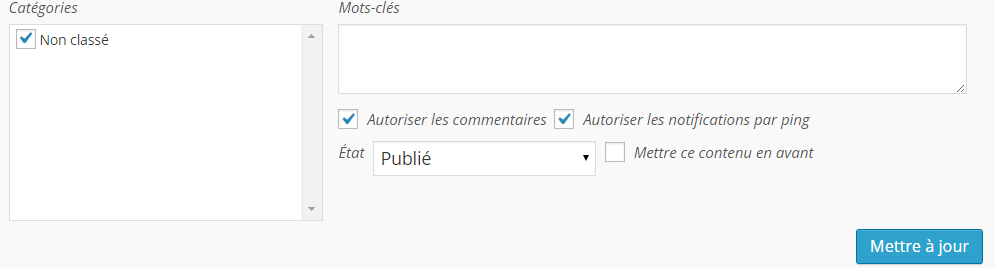 Catégories
Non classé
Mots-clés
Autoriser les commentaires Autoriser les notifications par ping
État Publié Mettre ce contenu en avant
Mettre à jour